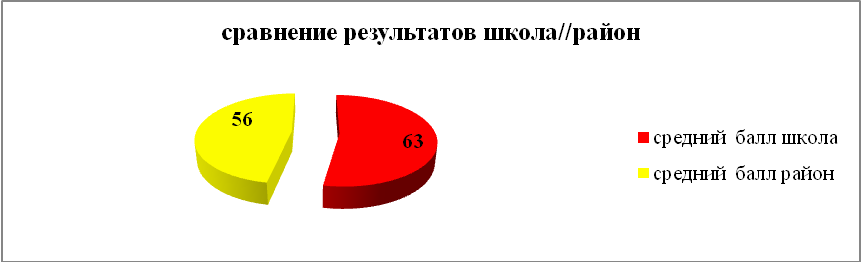 сравнение результатов школа//район
56
63
средний балл школа
средний балл район